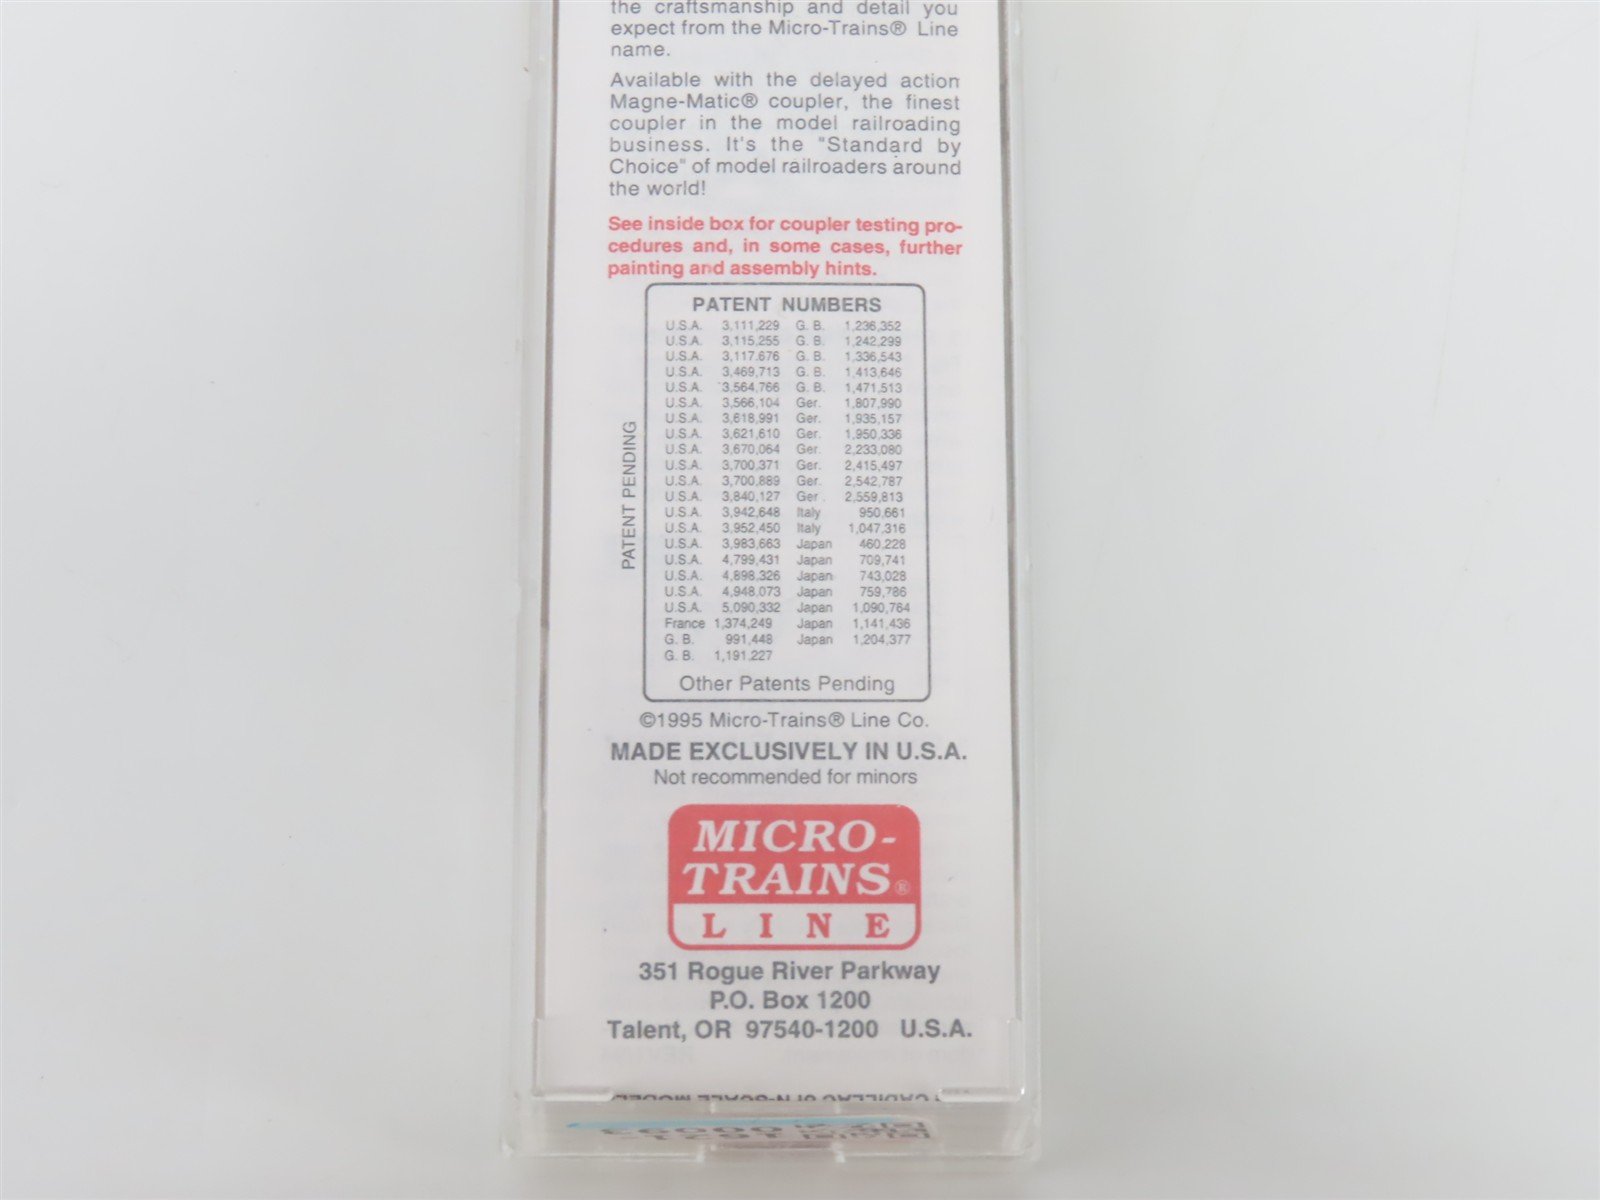 the craftsmanship and detail you
expect from the Micro-Trains® Line
name.
Available with the delayed action
Magne-Matic® coupler, the finest
coupler in the model railroading
business. It's the "Standard by
Choice" of model railroaders around
the world!
See inside box for coupler testing pro-
cedures and, in some cases, further
painting and assembly hints.
PATENT PENDING
PATENT NUMBERS
U.S.A. 3,111,229 G. B. 1,236,352
U.S.A. 3,115,255 G. B. 1,242,299
U.S.A. 3,117.676 G. B. 1,336,543
U.S.A. 3,469,713 G. B. 1,413,646
U.S.A. 3,564,766 G. B. 1,471,513
U.S.A. 3,566,104 Ger. 1,807,990
U.S.A. 3,618,991 Ger. 1,935,157
U.S.A. 3,621,610 Ger. 1,950,336
U.S.A. 3,670,064 Ger. 2,233,080
U.S.A. 3,700,371 Ger. 2,415,497
U.S.A. 3,700,889 Ger. 2,542,787
U.S.A. 3,840,127 Ger. 2,559,813
U.S.A. 3,942,648 Italy 950,661
U.S.A. 3,952,450 Italy 1,047,316
U.S.A. 3,983,663 Japan 460,228
U.S.A. 4,799,431 Japan 709,741
U.S.A. 4,898,326 Japan 743,028
U.S.A. 4,948,073 Japan 759,786
U.S.A. 5,090,332 Japan 1,090,764
France 1,374,249 Japan 1,141,436
G. B. 991,448 Japan 1,204,377
G. B. 1,191,227
Other Patents Pending
©1995 Micro-Trains® Line Co.
MADE EXCLUSIVELY IN U.S.A.
Not recommended for minors
MICRO-
TRAINS®
LINE
351 Rogue River Parkway
P.O. Box 1200
Talent, OR 97540-1200 U.S.A.